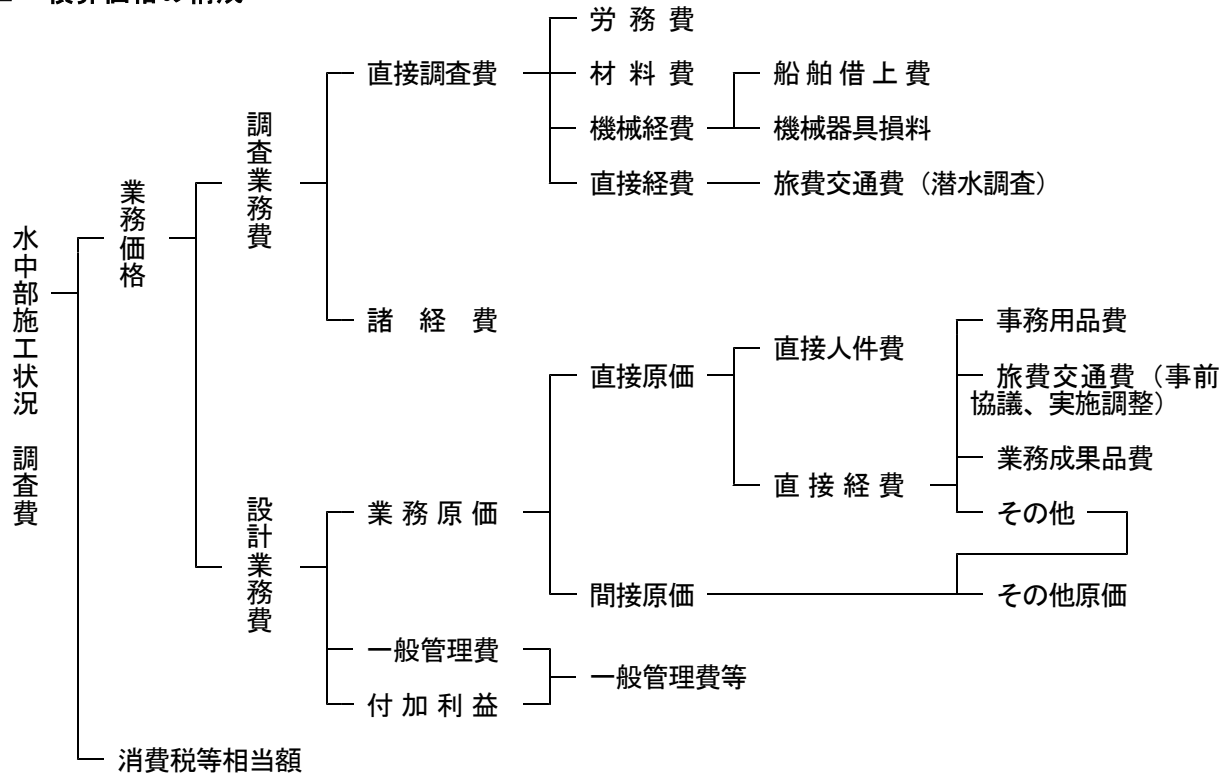 労 務 費
直接調査費
材 料 費
船 舶 借 上 費
機械経費
機械器具損料
調査業務費
直接経費
旅費交通費（潜水調査）
業務価格
水中部施工状況 調査費
諸 経 費
事務用品費
直接原価
直接人件費
旅費交通費（事前
協議、実施調整）
業務成果品費
直 接 経 費
設計業務費
業 務 原 価
その他
間接原価
その他原価
一般管理費
一般管理費等
付 加 利 益
消費税等相当額